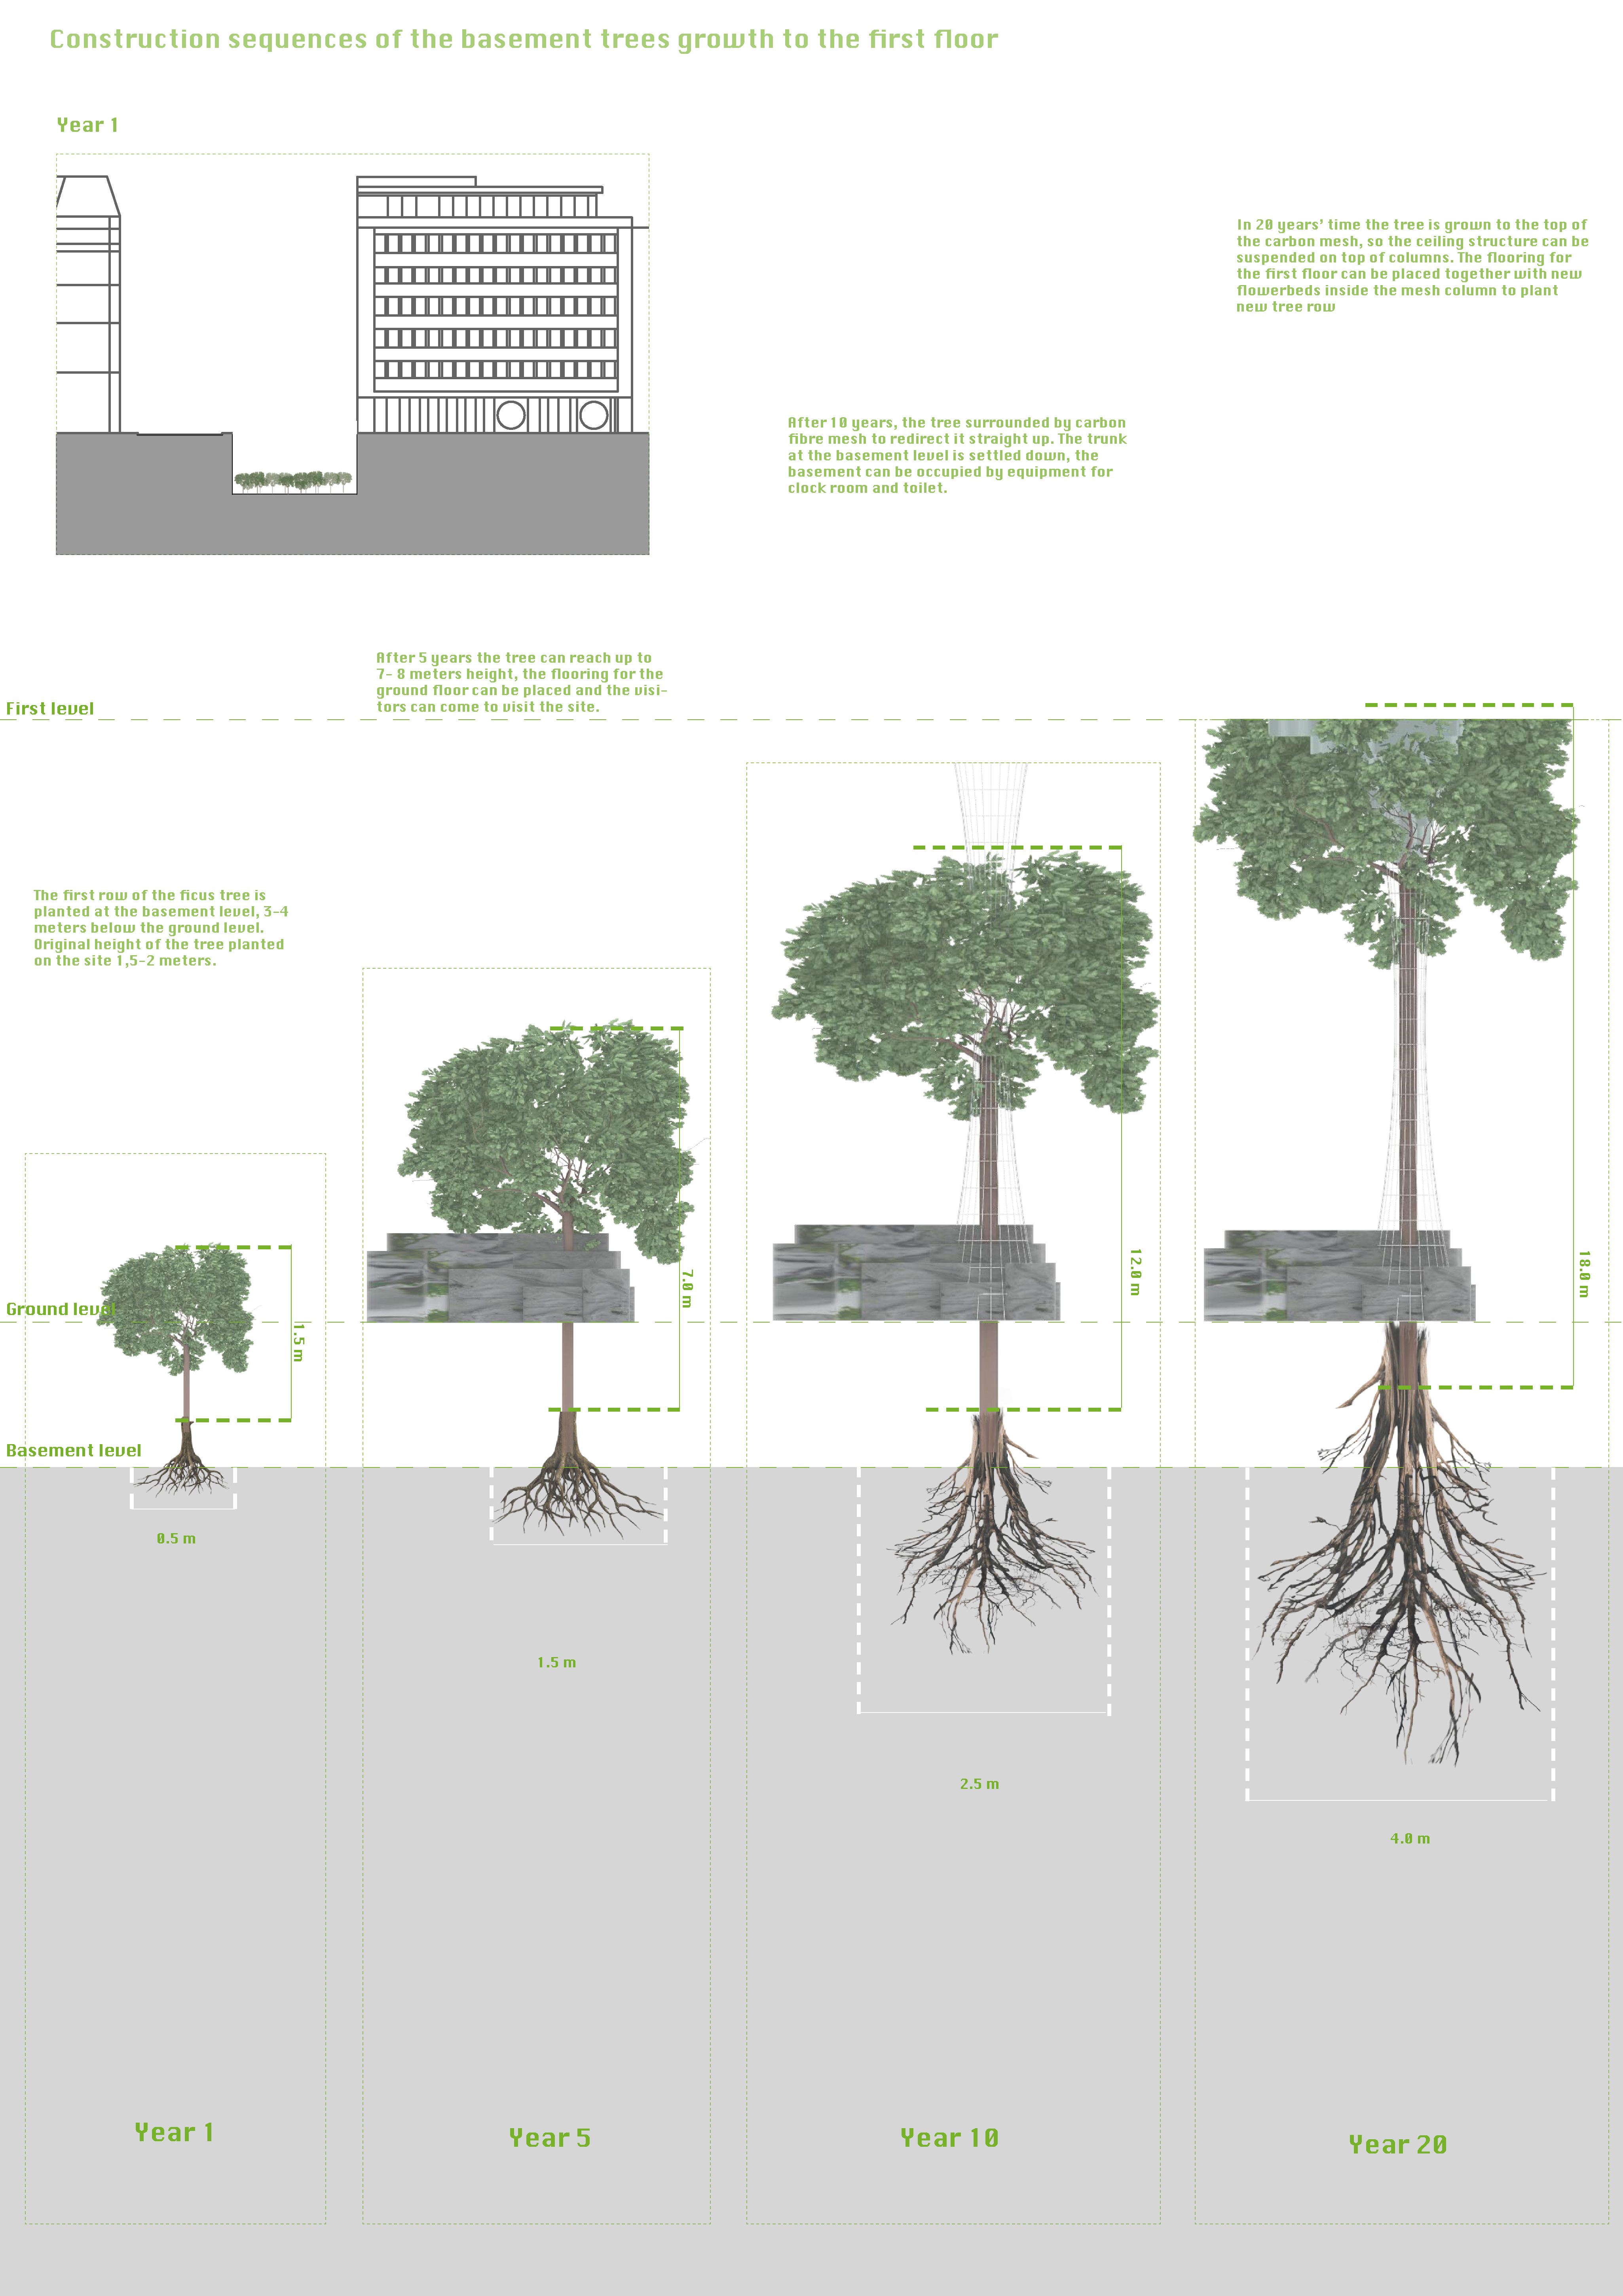 Construction sequences of the basement trees growth to the first floor
Year 1
In 20 years’ time the tree is grown to the top of
the carbon mesh, so the ceiling structure can be
suspended on top of columns. The flooring for
the first floor can be placed together with new
flowerbeds inside the mesh column to plant
new tree row
After 10 years, the tree surrounded by carbon
fibre mesh to redirect it straight up. The trunk
at the basement level is settled down, the
basement can be occupied by equipment for
clock room and toilet.
After 5 years the tree can reach up to
7- 8 meters height, the flooring for the
ground floor can be placed and the visi-
tors can come to visit the site.
First level
The first row of the ficus tree is
planted at the basement level, 3-4
meters below the ground level.
Original height of the tree planted
on the site 1,5-2 meters.
Ground level
1.5 m
7.0 m
12.0 m
18.0 m
Basement level
0.5 m
1.5 m
2.5 m
4.0 m
Year 1
Year 5
Year 10
Year 20